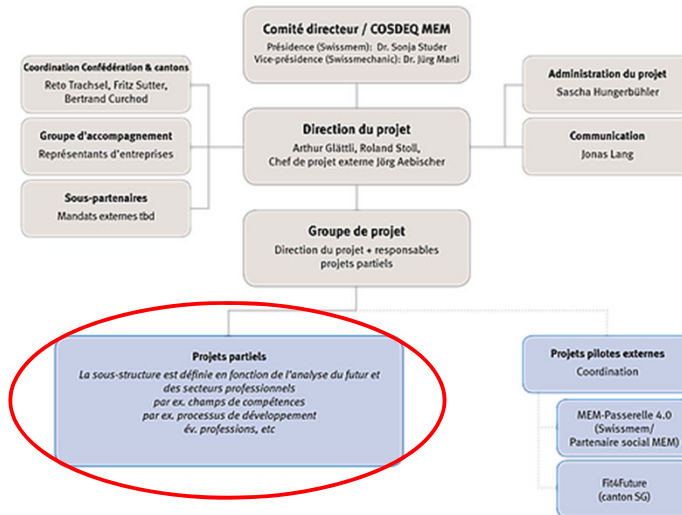 Comité directeur / COSDEQ MEM
Présidence (Swissmem): Dr. Sonja Studer
Vice-présidence (Swissmechanic): Dr. Jürg Marti
Coordination Confédération & cantons
Reto Trachsel, Fritz Sutter,
Bertrand Curchod
Administration du projet
Sascha Hungerbühler
Groupe d'accompagnement
Représentants d'entreprises
Direction du projet
Arthur Glättli, Roland Stoll,
Chef de projet externe Jörg Aebischer
Communication
Jonas Lang
Sous-partenaires
Mandats externes tbd
Groupe de projet
Direction du projet + responsables
projets partiels
Projets partiels
La sous-structure est définie en fonction de l'analyse du futur et
des secteurs professionnels
par ex. champs de compétences
par ex. processus de développement
év. professions, etc
Projets pilotes externes
Coordination
MEM-Passerelle 4.0
(Swissmem/
Partenaire social MEM)
Fit4Future
(canton SG)